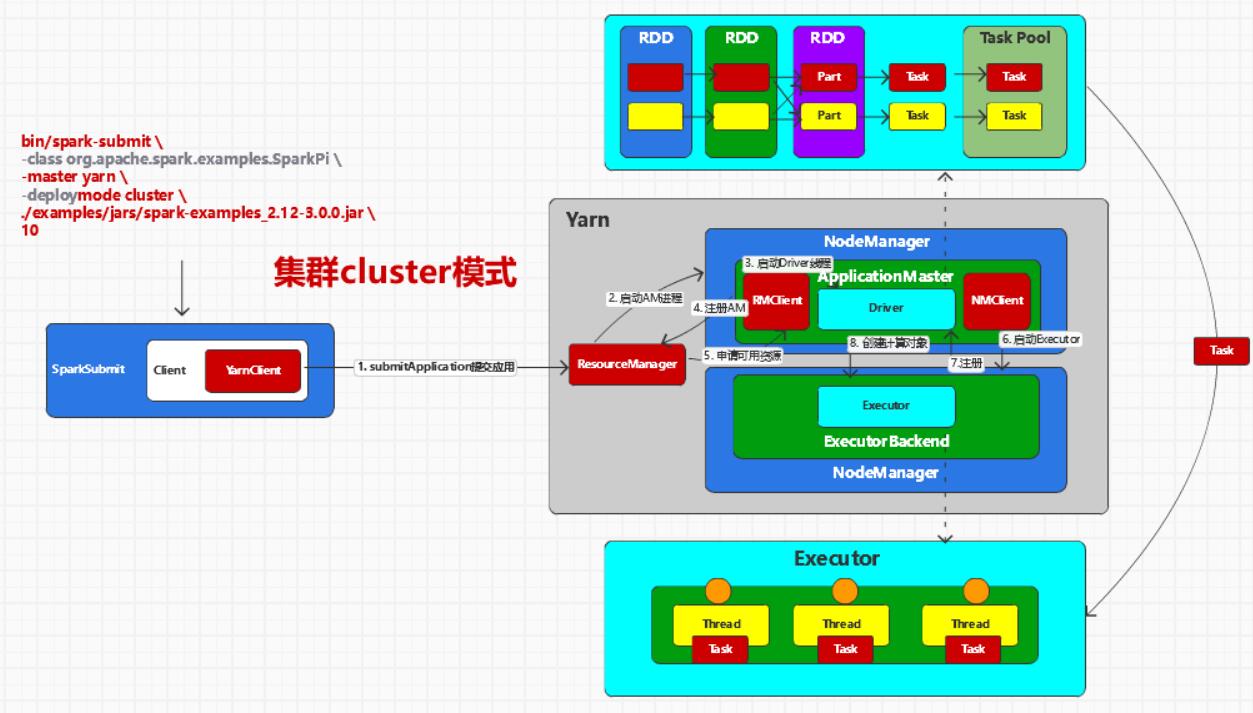 RDD
RDD
RDD
Task Pool
Part
Task
Task
Part
Task
Task
bin/spark-submit \
-class org.apache.spark.examples.SparkPi \
-master yarn \
-deploymode cluster \
./examples/jars/spark-examples_2.12-3.0.0.jar \
10
集群cluster模式
Yarn
NodeManager
3. 启动Driver线程
ApplicationMaster
RMClient
Driver
NMClient
2. 启动AM进程
4. 注册AM
5. 申请可用资源
8. 创建计算对象
6. 启动Executor
7.注册
SparkSubmit
Client
YarnClient
1. submitApplication提交应用
ResourceManager
Executor
ExecutorBackend
NodeManager
Task
Executor
Thread
Thread
Thread
Task
Task
Task